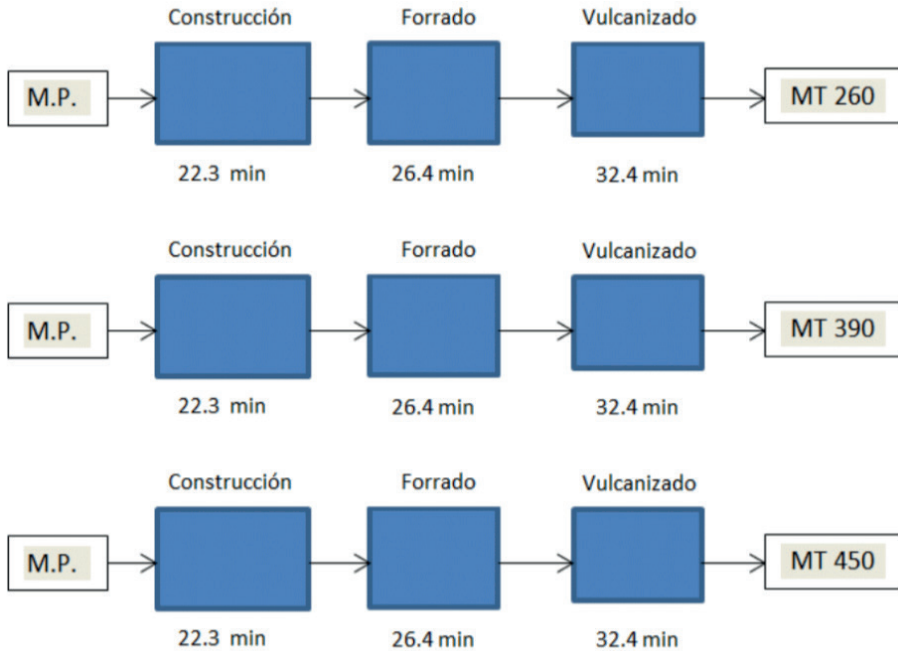 Construcción Forrado Vulcanizado
M.P. MT 260
22.3 min 26.4 min 32.4 min
Construcción Forrado Vulcanizado
M.P. MT 390
22.3 min 26.4 min 32.4 min
Construcción Forrado Vulcanizado
M.P. MT 450
22.3 min 26.4 min 32.4 min